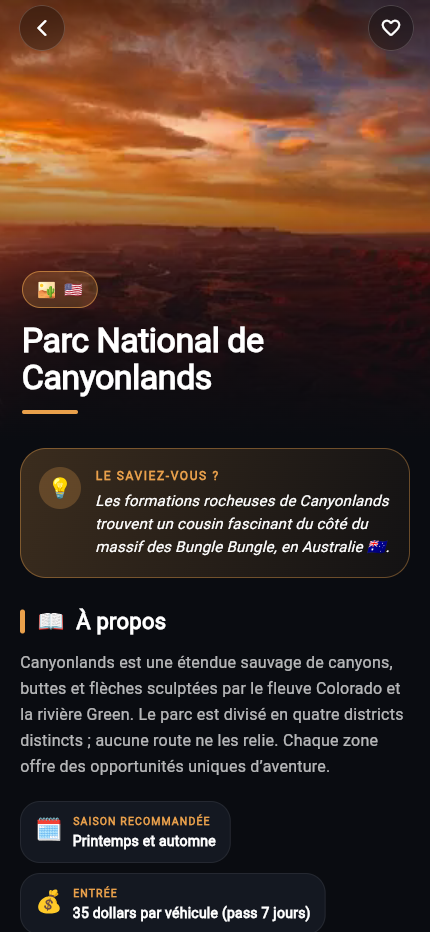 Parc National de
Canyonlands
LE SAVIEZ-VOUS ?
Les formations rocheuses de Canyonlands
trouvent un cousin fascinant du côté du
massif des Bungle Bungle, en Australie 🇦🇺.
À propos
Canyonlands est une étendue sauvage de canyons,
buttes et flèches sculptées par le fleuve Colorado et
la rivière Green. Le parc est divisé en quatre districts
distincts ; aucune route ne les relie. Chaque zone
offre des opportunités uniques d’aventure.
SAISON RECOMMANDÉE
Printemps et automne
ENTRÉE
35 dollars par véhicule (pass 7 jours)